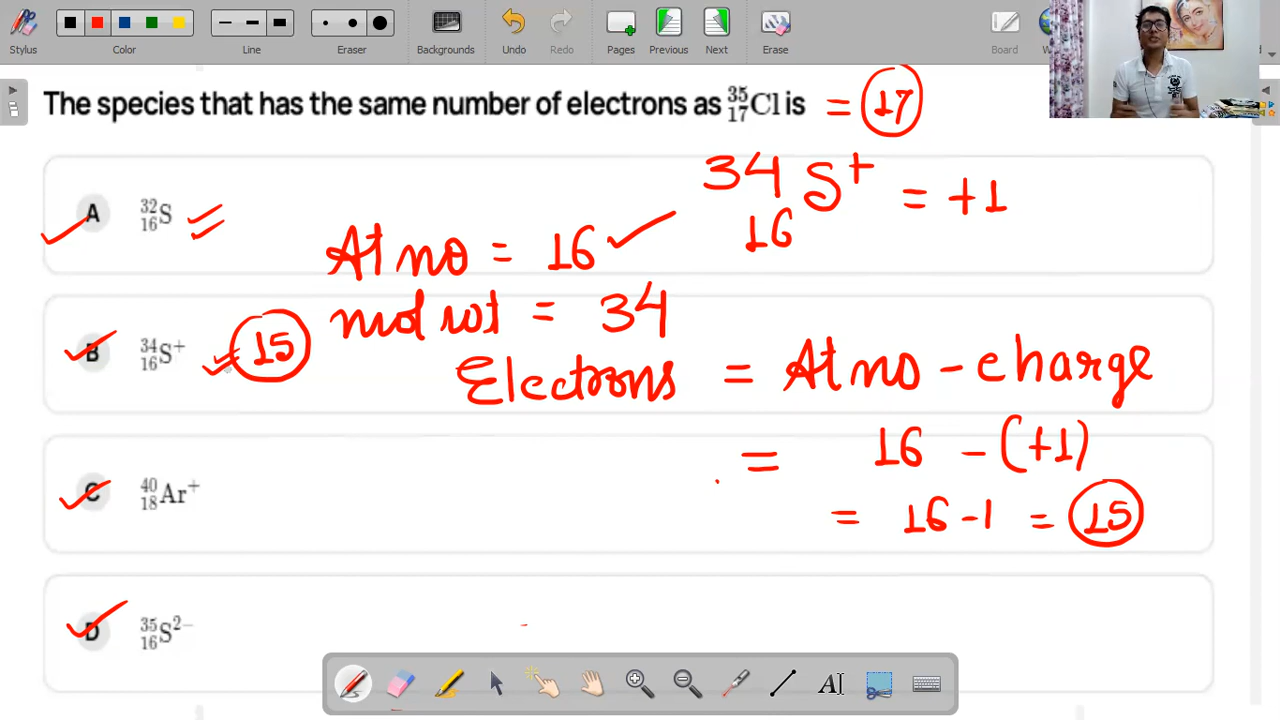 Stylus Color Line Eraser Backgrounds Undo Redo Pages Previous Next Erase Board
The species that has the same number of electrons as ³⁵₁₇Cl is = 17
34
16 S⁺ = +1
A ³²₁₆S
At no = 16
mol wt = 34
B ³⁴₁₆S⁺ = 15
Electrons = At no - charge
= 16 - (+1)
C ⁴⁰₁₈Ar⁺
= 16 - 1 = 15
D ³⁵₁₆S²⁻